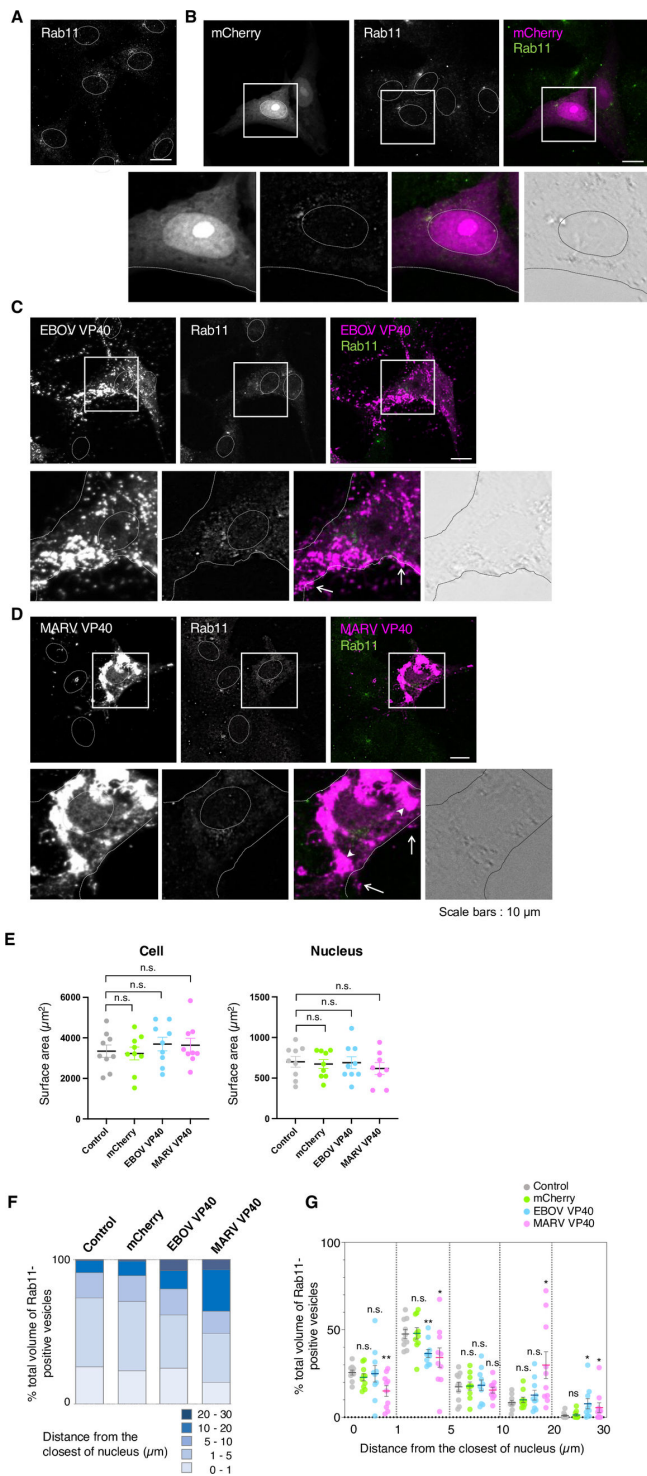 A
Rab11
B
mCherry
Rab11
mCherry
Rab11
C
EBOV VP40
Rab11
EBOV VP40
Rab11
D
MARV VP40
Rab11
MARV VP40
Rab11
Scale bars : 10 µm
E
Cell
n.s.
n.s.
n.s.
Surface area (µm2)
6000
4000
2000
0
Control
mCherry
EBOV VP40
MARV VP40
Nucleus
n.s.
n.s.
n.s.
Surface area (µm2)
1500
1000
500
0
Control
mCherry
EBOV VP40
MARV VP40
F
Control
mCherry
EBOV VP40
MARV VP40
100
0
% total volume of Rab11-
positive vesicles
Distance from the
closest of nucleus (µm)
20 - 30
10 - 20
5 - 10
1 - 5
0 - 1
G
Control
mCherry
EBOV VP40
MARV VP40
% total volume of Rab11-
positive vesicles
100
50
0
n.s.
n.s.
**
n.s.
**
*
n.s.
n.s.
n.s.
n.s.
n.s.
*
ns
*
*
0
1
5
10
20
30
Distance from the closest of nucleus (µm)